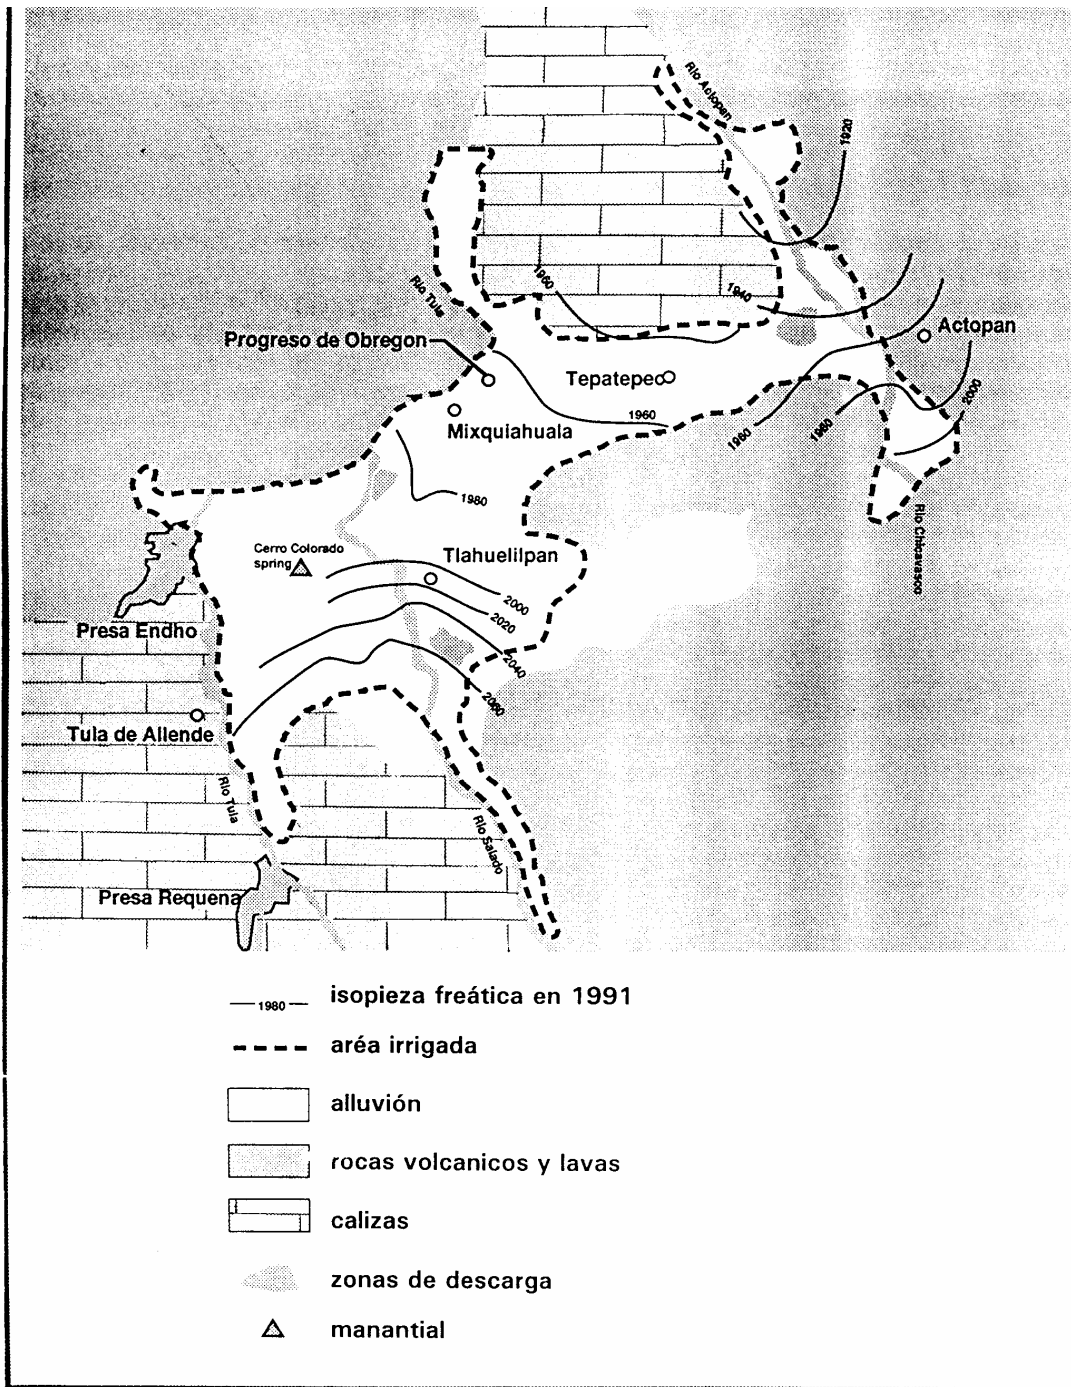 Río Actopan
1920
1960
Río Tula
1940
Progreso de Obregon
Actopan
Tepatepec
2000
1960
1960
1960
Mixquiahuala
1980
Río Chicavasco
Cerro Colorado
spring
Tlahuelilpan
2000
2020
Presa Endho
2040
2060
Tula de Allende
Río Tula
Río Salado
Presa Requena
1980
isopieza freática en 1991
aréa irrigada
alluvión
rocas volcanicos y lavas
calizas
zonas de descarga
manantial